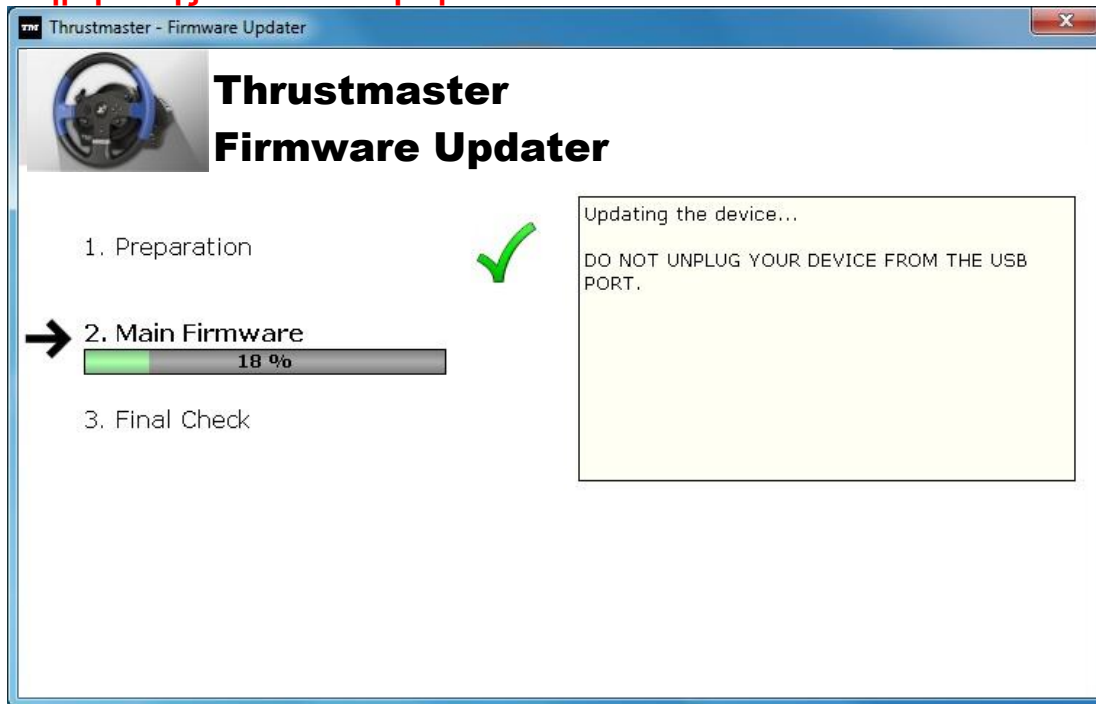 Thrustmaster - Firmware Updater
Thrustmaster
Firmware Updater
1. Preparation
2. Main Firmware
18 %
3. Final Check
Updating the device...
DO NOT UNPLUG YOUR DEVICE FROM THE USB
PORT.